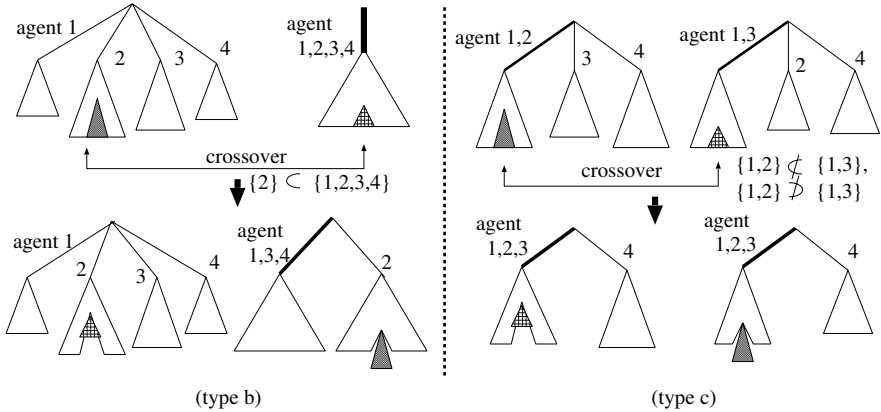 agent 1
2
3
4
agent
1,2,3,4
crossover
{2} ⊂ {1,2,3,4}
agent 1
2
3
4
agent
1,3,4
2
(type b)
agent 1,2
3
4
agent 1,3
2
4
crossover
{1,2} ⊄ {1,3},
{1,2} ⊅ {1,3}
agent
1,2,3
4
agent
1,2,3
4
(type c)